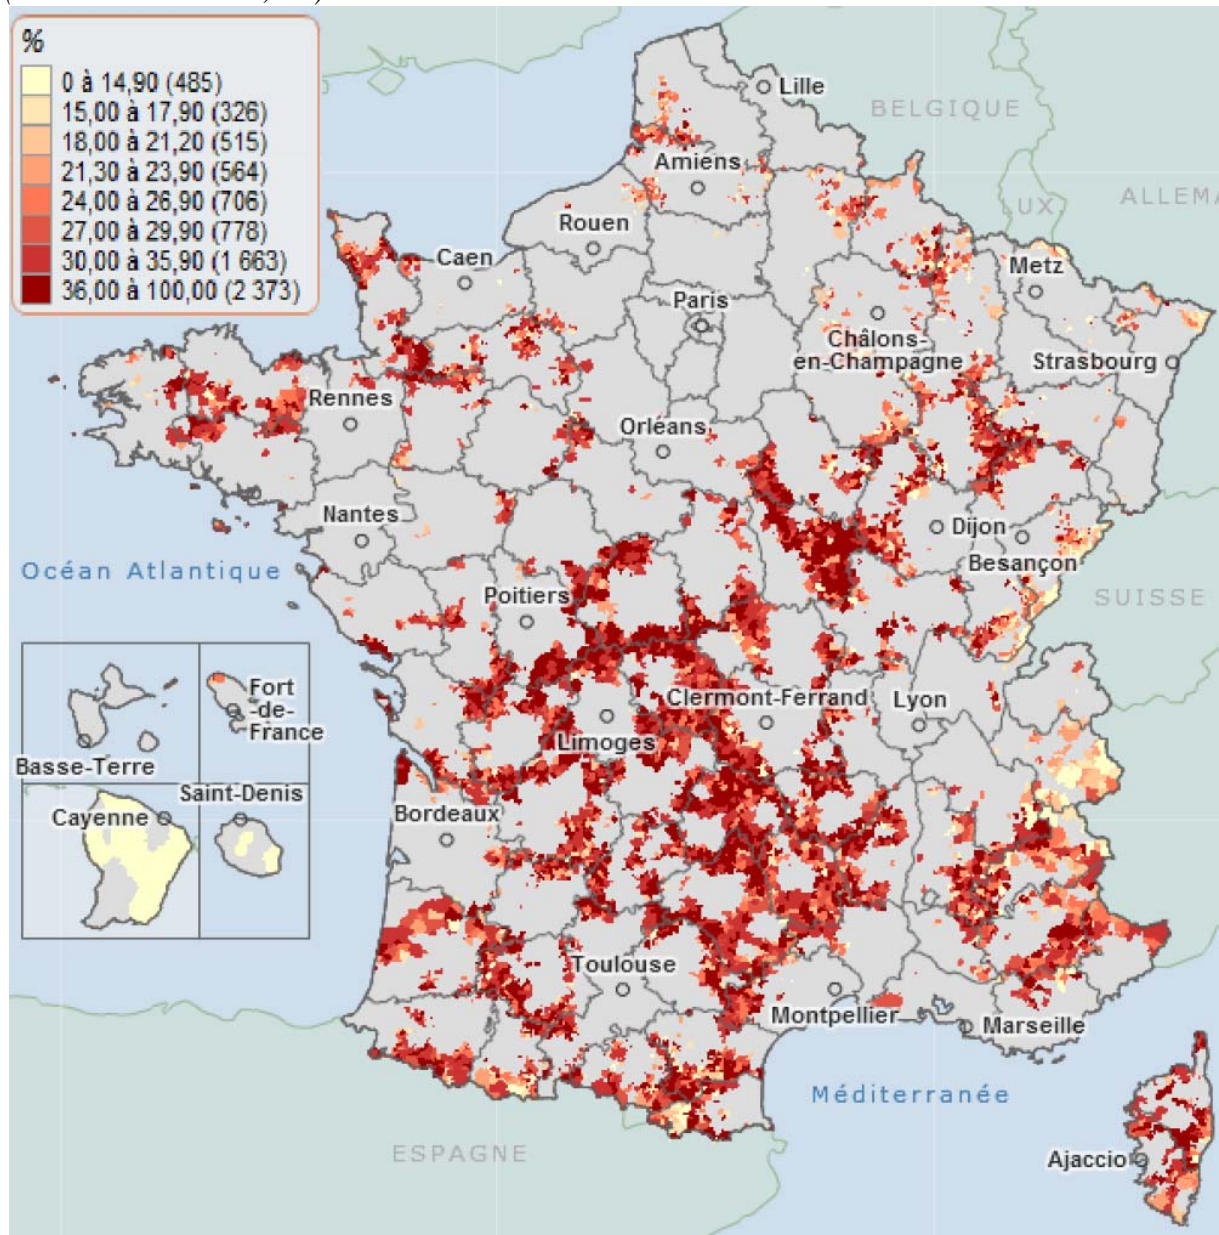 %
0 à 14,90 (485)
15,00 à 17,90 (326)
18,00 à 21,20 (515)
21,30 à 23,90 (564)
24,00 à 26,90 (706)
27,00 à 29,90 (778)
30,00 à 35,90 (1 663)
36,00 à 100,00 (2 373)
Lille
BELGIQUE
Amiens
UX
ALLEMA
Rouen
Caen
Metz
Paris
Châlons-
en-Champagne
Strasbourg
Rennes
Orléans
Nantes
Dijon
Besançon
Océan Atlantique
Poitiers
SUISSE
Fort
-de-
France
Clermont-Ferrand
Lyon
Limoges
Basse-Terre
Saint-Denis
Cayenne
Bordeaux
Toulouse
Montpellier
Marseille
Méditerranée
ESPAGNE
Ajaccio